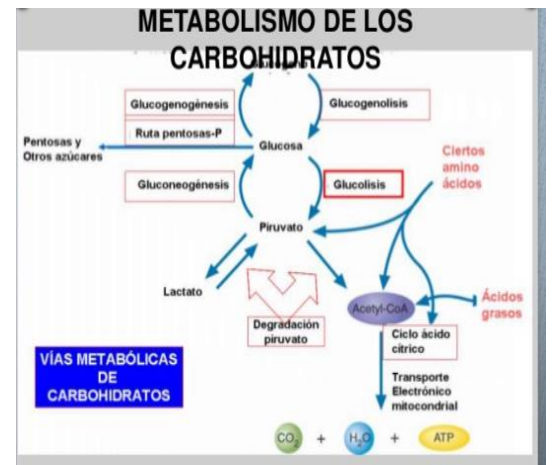 METABOLISMO DE LOS
CARBOHIDRATOS
Glucogenogénesis
Glucogenolisis
Ruta pentosas-P
Pentosas y
Otros azúcares
Glucosa
Ciertos
amino
ácidos
Gluconeogénesis
Glucolisis
Piruvato
Lactato
Acetyl-CoA
Ácidos
grasos
Degradación
piruvato
Ciclo ácido
cítrico
VÍAS METABÓLICAS
DE
CARBOHIDRATOS
Transporte
Electrónico
mitocondrial
CO2 + H2O + ATP